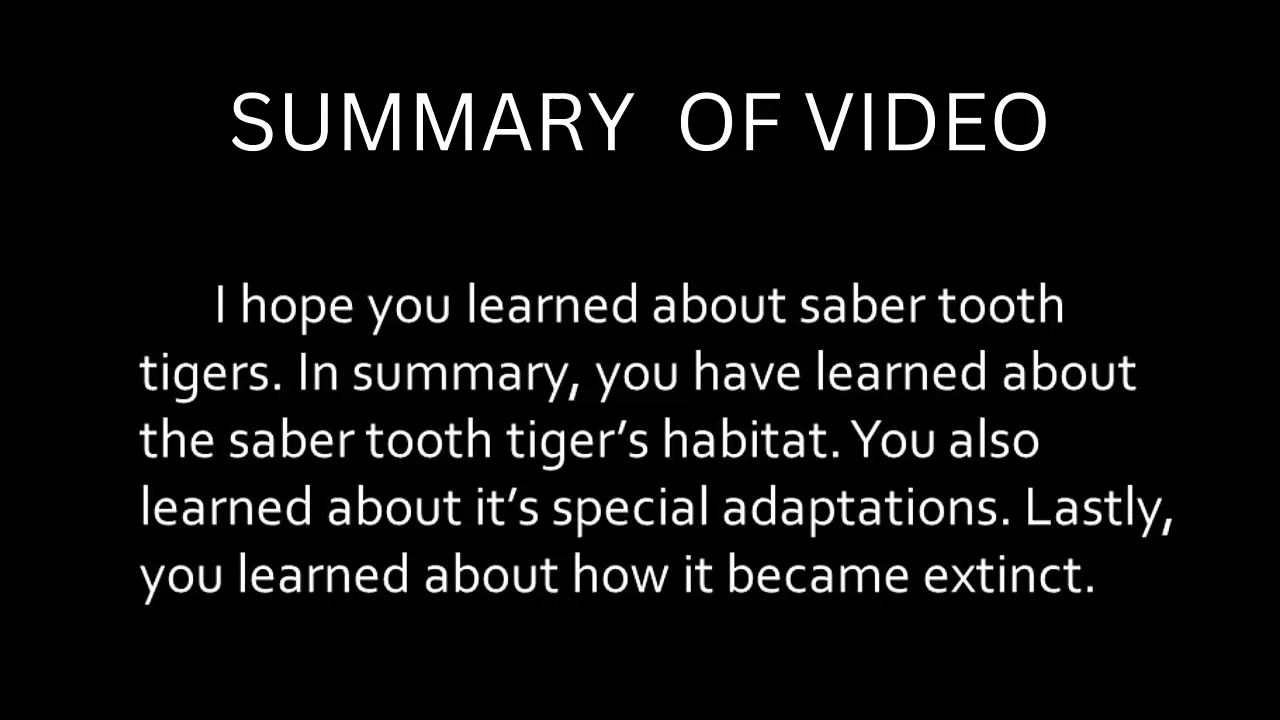 SUMMARY OF VIDEO
I hope you learned about saber tooth
tigers. In summary, you have learned about
the saber tooth tiger’s habitat. You also
learned about it’s special adaptations. Lastly,
you learned about how it became extinct.